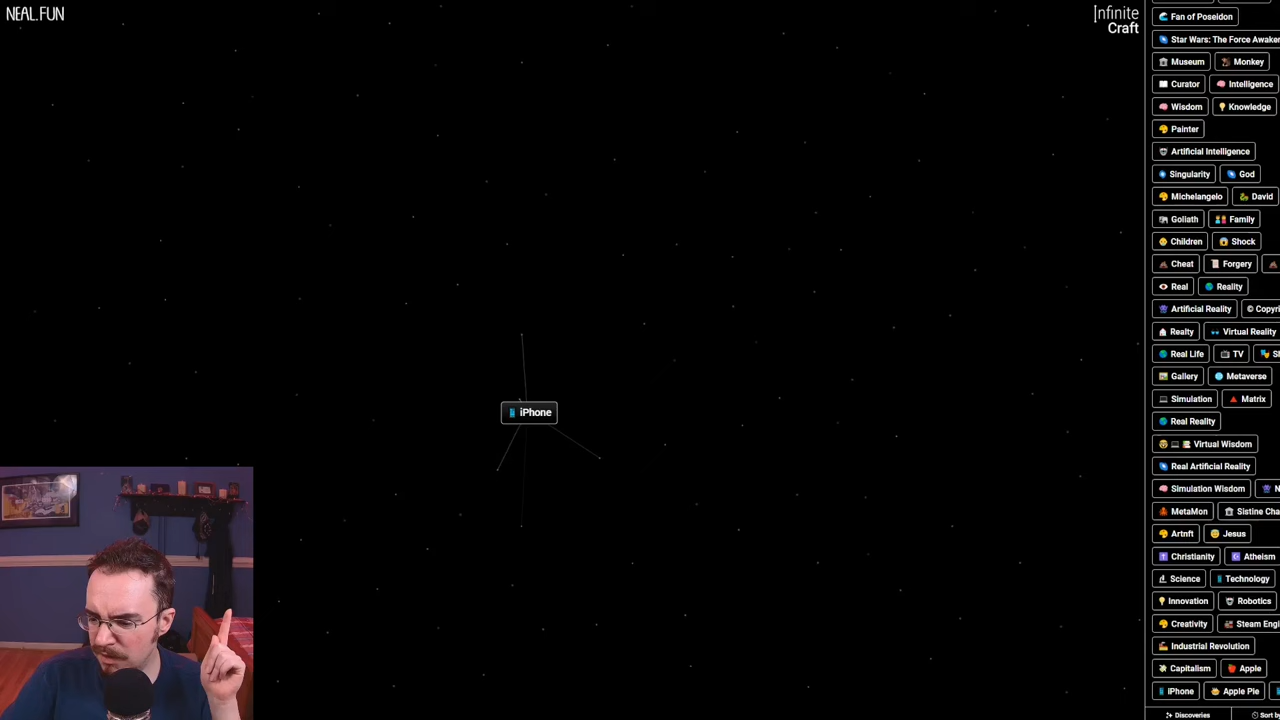 NEAL.FUN
Infinite
Craft
iPhone
Fan of Poseidon
Star Wars: The Force Awake
Museum Monkey
Curator Intelligence
Wisdom Knowledge
Painter
Artificial Intelligence
Singularity God
Michelangelo David
Goliath Family
Children Shock
Cheat Forgery
Real Reality
Artificial Reality © Copyri
Realty Virtual Reality
Real Life TV
Gallery Metaverse
Simulation Matrix
Real Reality
Virtual Wisdom
Real Artificial Reality
Simulation Wisdom N
MetaMon Sistine Cha
Artnft Jesus
Christianity Atheism
Science Technology
Innovation Robotics
Creativity Steam Engi
Industrial Revolution
Capitalism Apple
iPhone Apple Pie
Discoveries Sort by